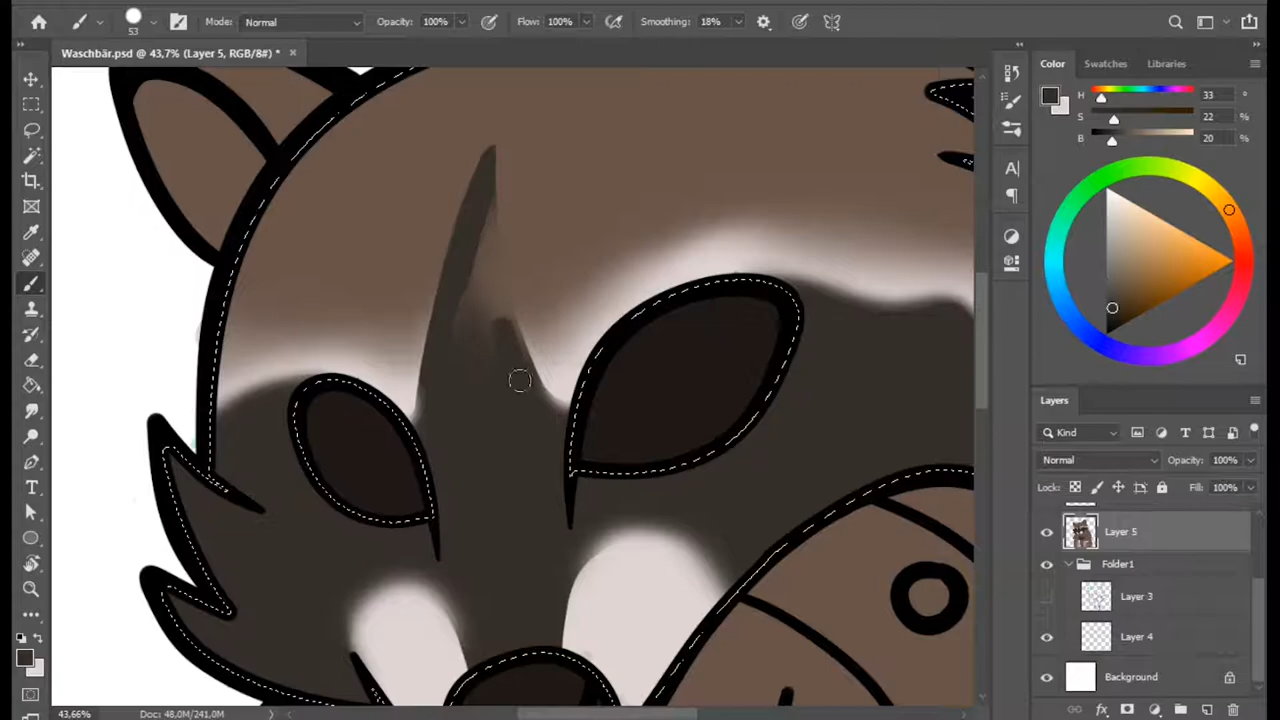 53
Mode: Normal
Opacity: 100%
Flow: 100%
Smoothing: 18%
Waschbär.psd @ 43,7% (Layer 5, RGB/8#) * ×
Color Swatches Libraries
H 33 °
S 22 %
B 20 %
Layers
Kind
Normal Opacity: 100%
Lock: Fill: 100%
Layer 5
Folder1
Layer 3
Layer 4
Background
43,66% Doc: 48,0M/241,0M